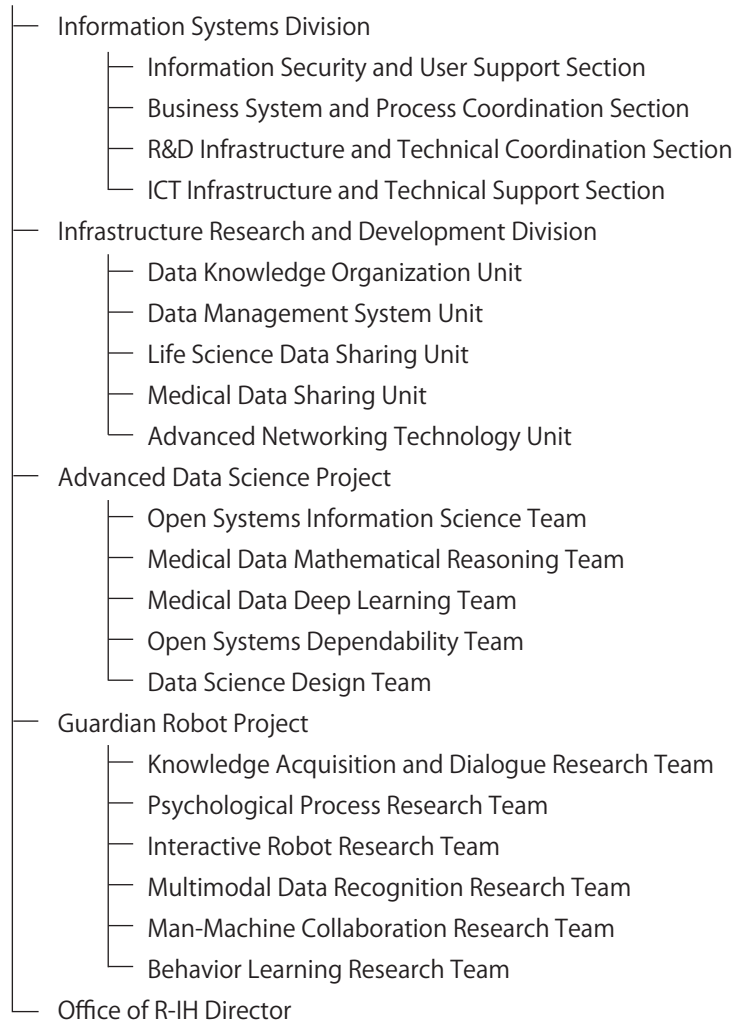 Information Systems Division
Information Security and User Support Section
Business System and Process Coordination Section
R&D Infrastructure and Technical Coordination Section
ICT Infrastructure and Technical Support Section
Infrastructure Research and Development Division
Data Knowledge Organization Unit
Data Management System Unit
Life Science Data Sharing Unit
Medical Data Sharing Unit
Advanced Networking Technology Unit
Advanced Data Science Project
Open Systems Information Science Team
Medical Data Mathematical Reasoning Team
Medical Data Deep Learning Team
Open Systems Dependability Team
Data Science Design Team
Guardian Robot Project
Knowledge Acquisition and Dialogue Research Team
Psychological Process Research Team
Interactive Robot Research Team
Multimodal Data Recognition Research Team
Man-Machine Collaboration Research Team
Behavior Learning Research Team
Office of R-IH Director